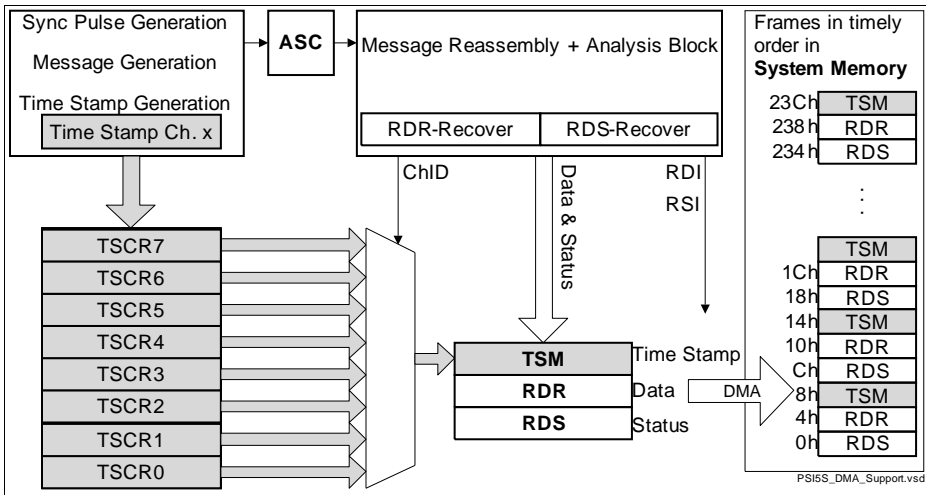 Sync Pulse Generation
Message Generation
Time Stamp Generation
Time Stamp Ch. x
ASC
Message Reassembly + Analysis Block
RDR-Recover
RDS-Recover
ChID
Data & Status
RDI
RSI
TSCR7
TSCR6
TSCR5
TSCR4
TSCR3
TSCR2
TSCR1
TSCR0
TSM Time Stamp
RDR Data
RDS Status
DMA
Frames in timely
order in
System Memory
23Ch TSM
238h RDR
234h RDS
...
TSM
1Ch RDR
18h RDS
14h TSM
10h RDR
Ch RDS
8h TSM
4h RDR
0h RDS
PSI5S_DMA_Support.vsd